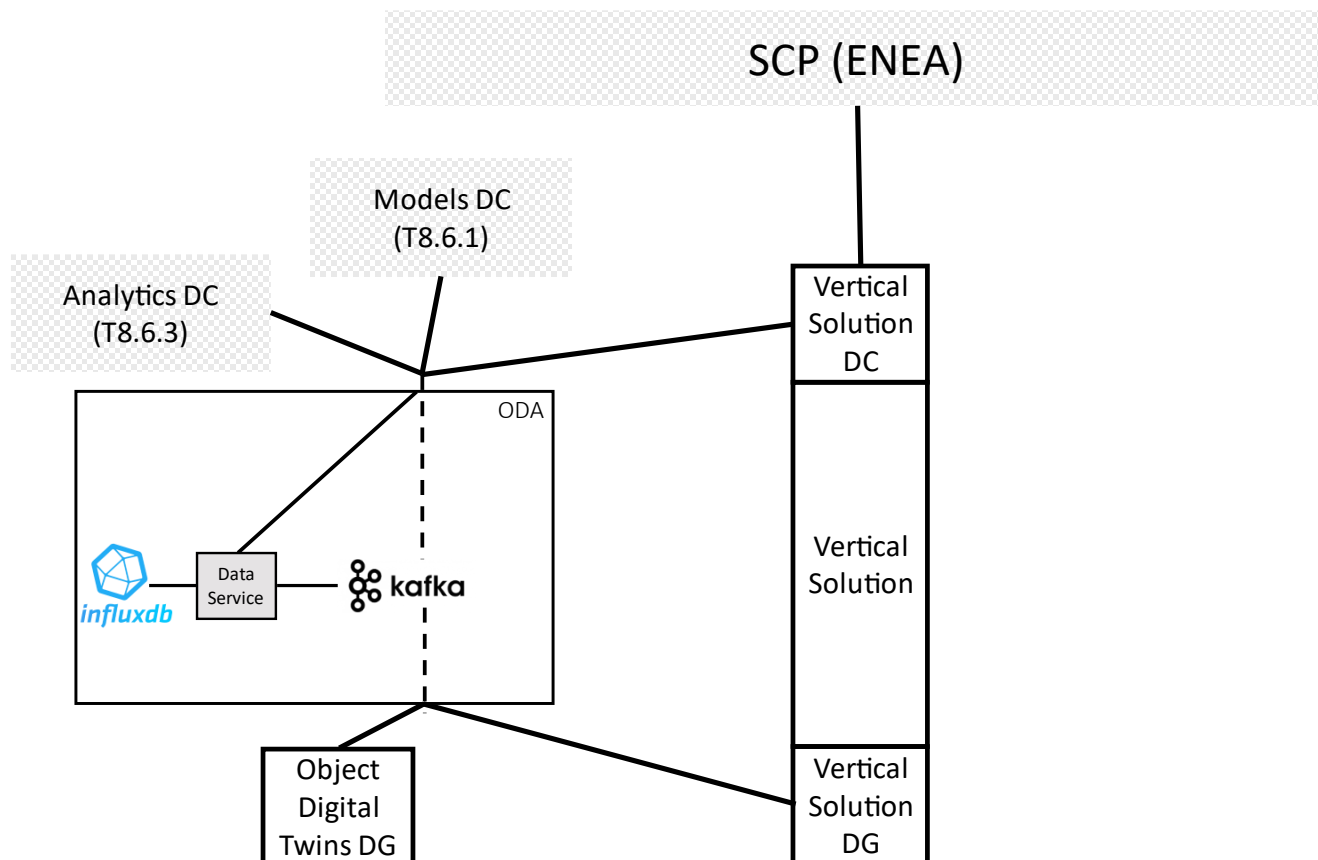 SCP (ENEA)
Models DC
(T8.6.1)
Analytics DC
(T8.6.3)
Vertical
Solution
DC
ODA
Vertical
Solution
influxdb
Data
Service
kafka
Object
Digital
Twins DG
Vertical
Solution
DG